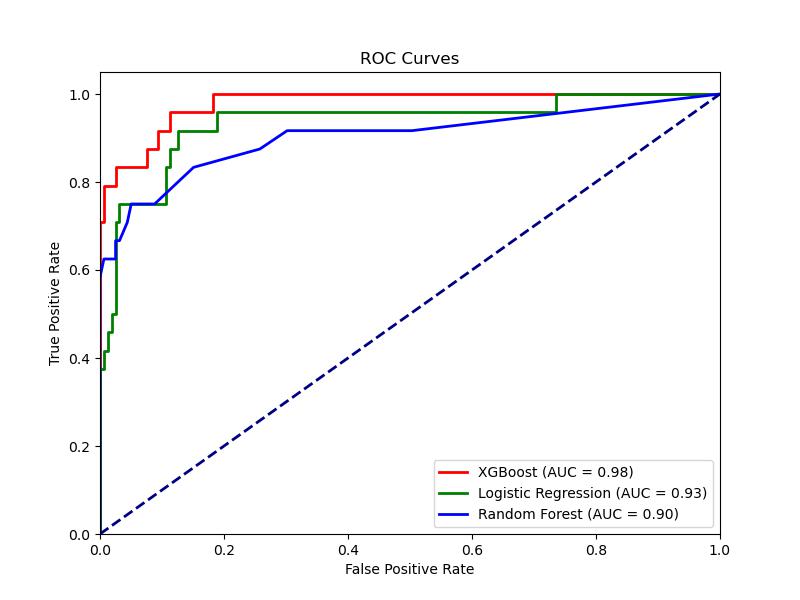 ROC Curves
True Positive Rate
1.0
0.8
0.6
0.4
0.2
0.0
0.0 0.2 0.4 0.6 0.8 1.0
False Positive Rate
XGBoost (AUC = 0.98)
Logistic Regression (AUC = 0.93)
Random Forest (AUC = 0.90)